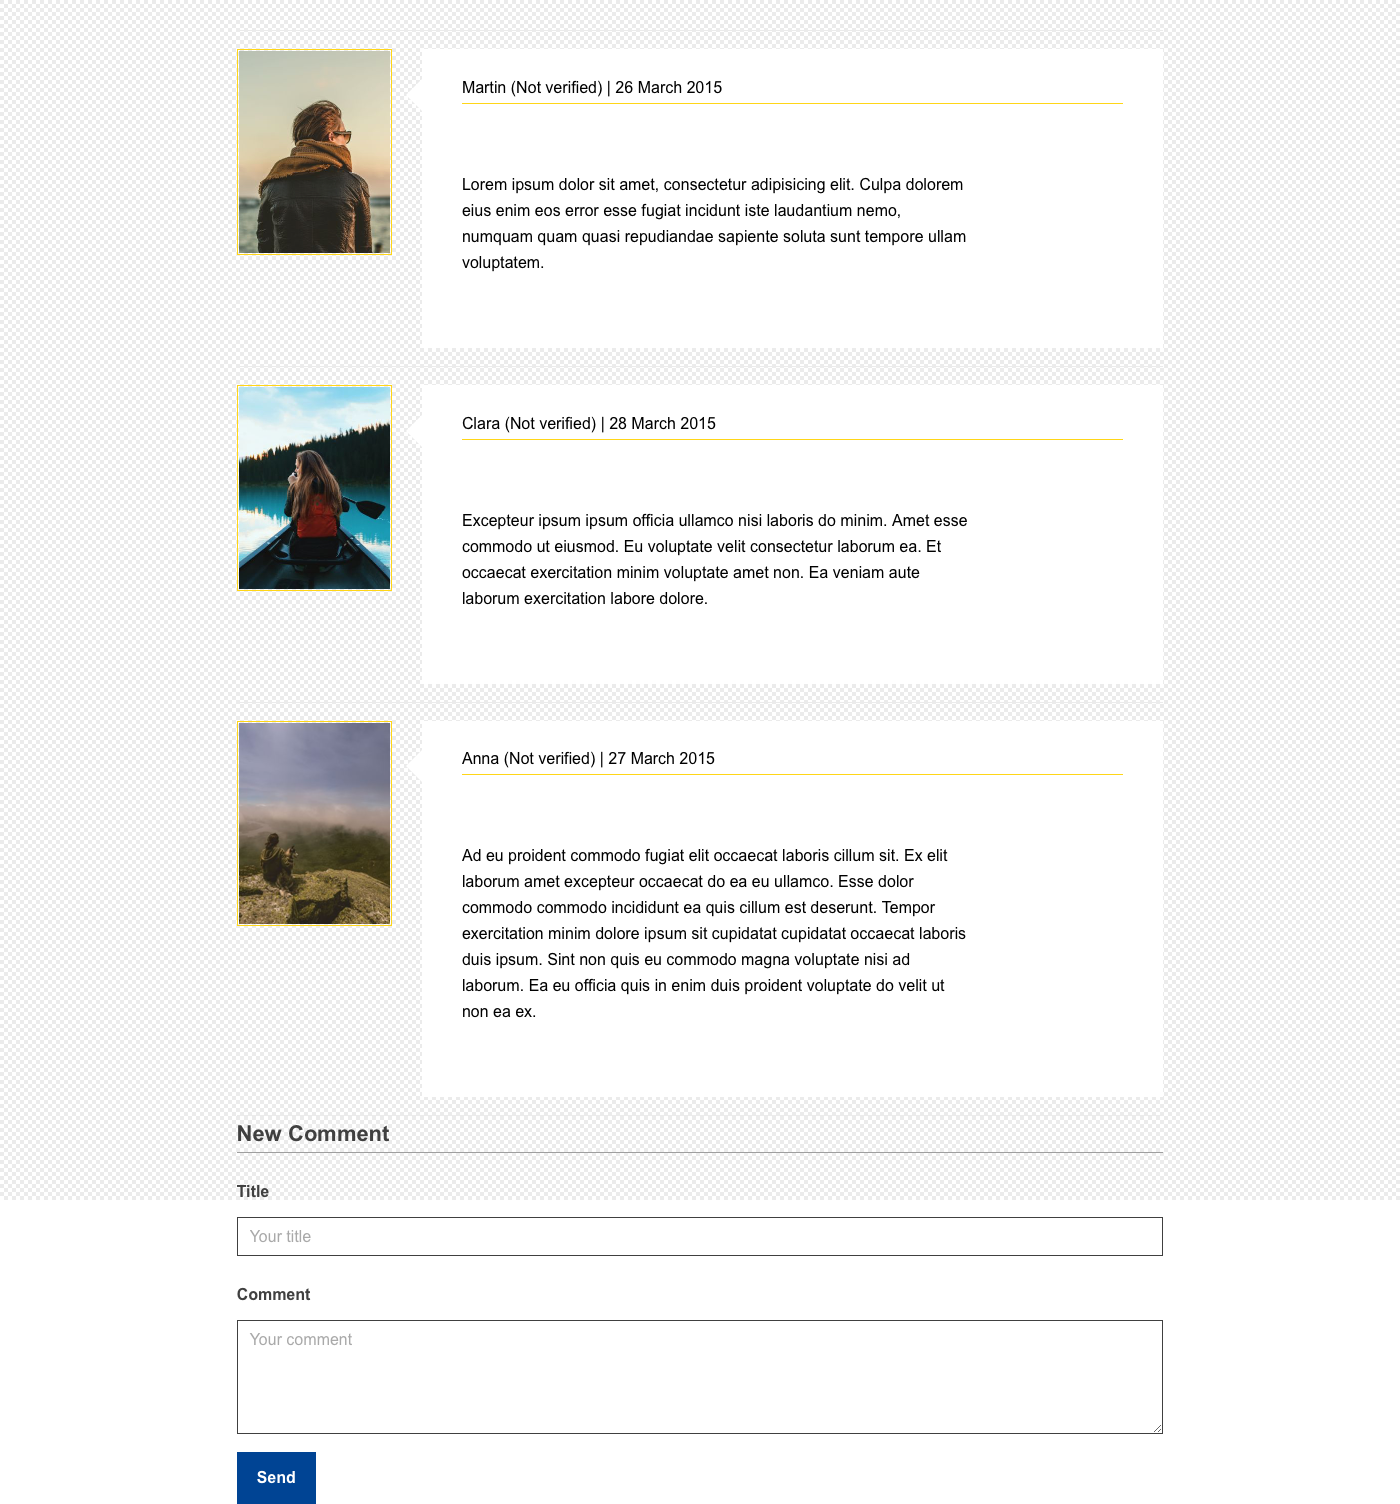 Martin (Not verified) | 26 March 2015
Lorem ipsum dolor sit amet, consectetur adipisicing elit. Culpa dolorem
eius enim eos error esse fugiat incidunt iste laudantium nemo,
numquam quam quasi repudiandae sapiente soluta sunt tempore ullam
voluptatem.
Clara (Not verified) | 28 March 2015
Excepteur ipsum ipsum officia ullamco nisi laboris do minim. Amet esse
commodo ut eiusmod. Eu voluptate velit consectetur laborum ea. Et
occaecat exercitation minim voluptate amet non. Ea veniam aute
laborum exercitation labore dolore.
Anna (Not verified) | 27 March 2015
Ad eu proident commodo fugiat elit occaecat laboris cillum sit. Ex elit
laborum amet excepteur occaecat do ea eu ullamco. Esse dolor
commodo commodo incididunt ea quis cillum est deserunt. Tempor
exercitation minim dolore ipsum sit cupidatat cupidatat occaecat laboris
duis ipsum. Sint non quis eu commodo magna voluptate nisi ad
laborum. Ea eu officia quis in enim duis proident voluptate do velit ut
non ea ex.
New Comment
Title
Your title
Comment
Your comment
Send